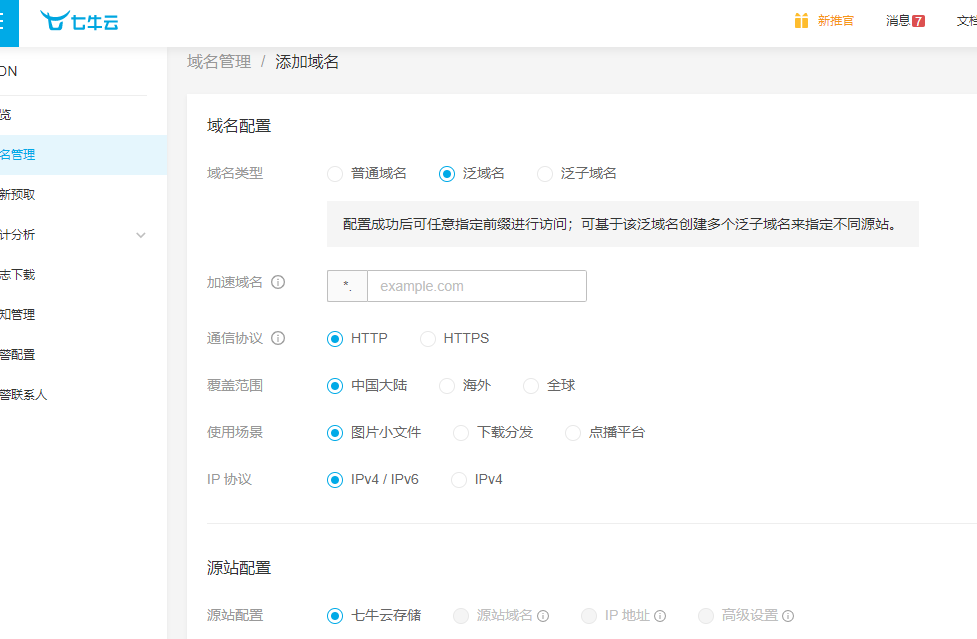 七牛云
新推官
消息 7
文档
ON
域名管理 / 添加域名
览
名管理
新预取
计分析
志下载
知管理
警配置
警联系人
域名配置
域名类型 普通域名 泛域名 泛子域名
配置成功后可任意指定前缀进行访问；可基于该泛域名创建多个泛子域名来指定不同源站。
加速域名 *. example.com
通信协议 HTTP HTTPS
覆盖范围 中国大陆 海外 全球
使用场景 图片小文件 下载分发 点播平台
IP 协议 IPv4 / IPv6 IPv4
源站配置
源站配置 七牛云存储 源站域名 IP 地址 高级设置